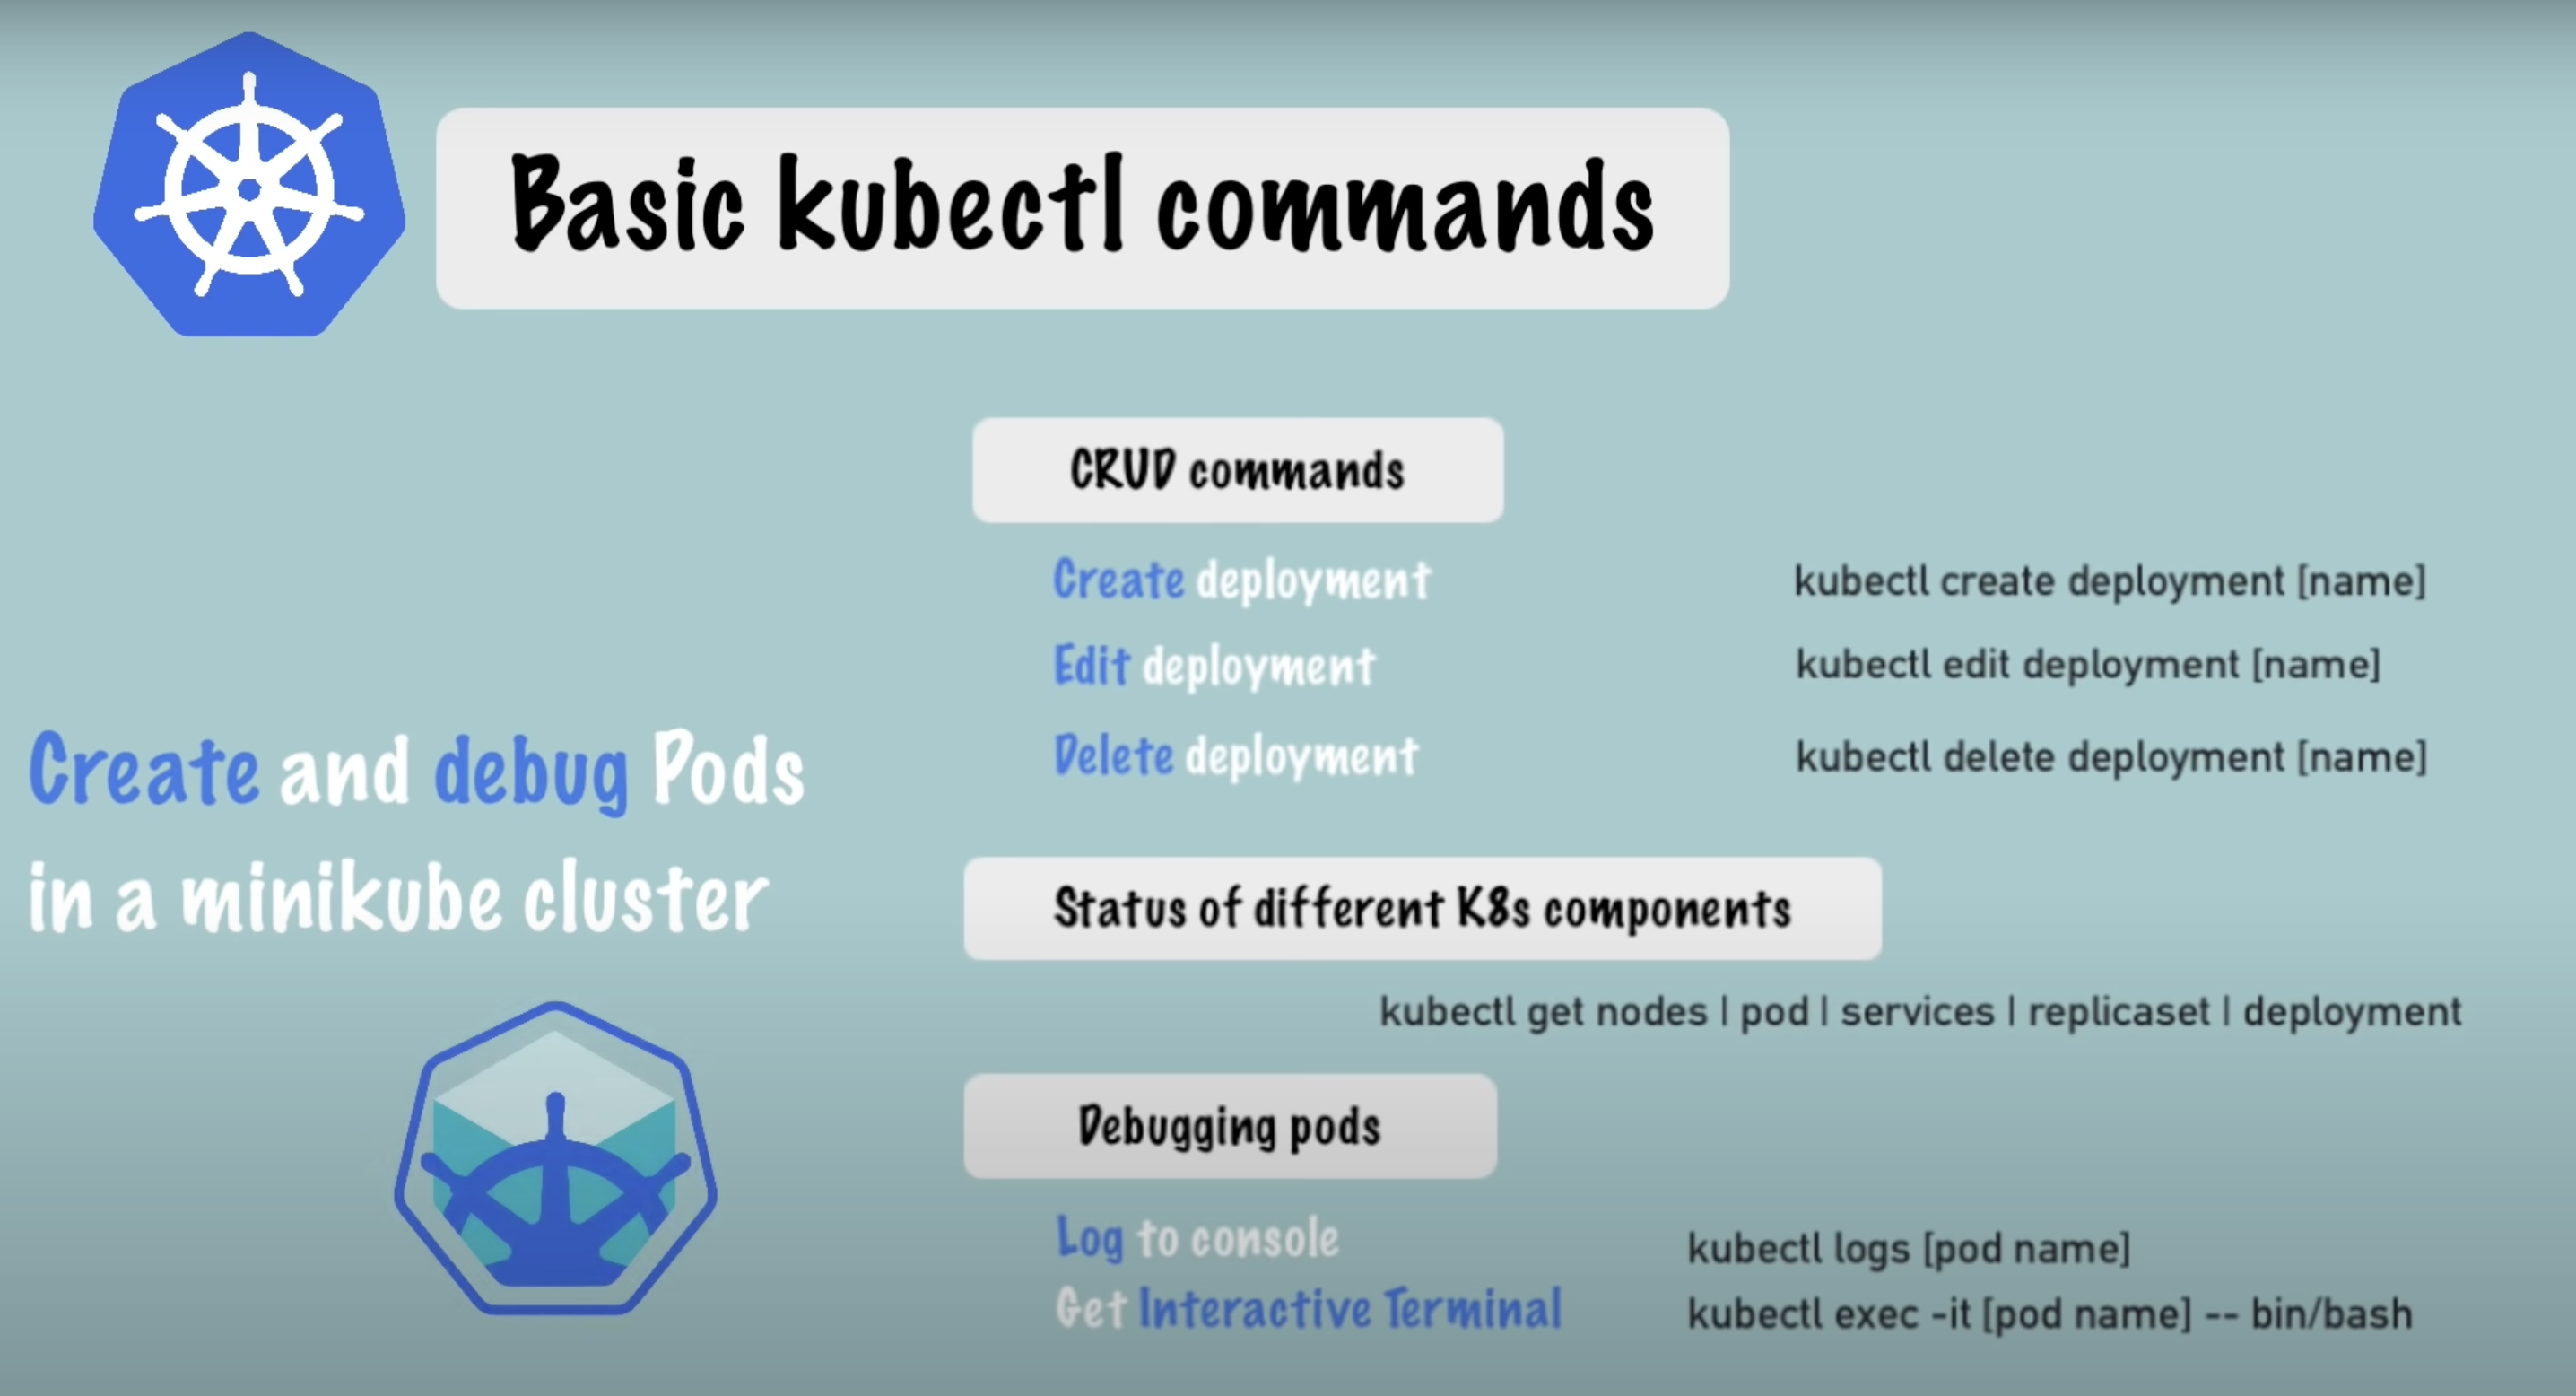 Basic kubectl commands
Create and debug Pods
in a minikube cluster
CRUD commands
Create deployment
kubectl create deployment [name]
Edit deployment
kubectl edit deployment [name]
Delete deployment
kubectl delete deployment [name]
Status of different K8s components
kubectl get nodes | pod | services | replicaset | deployment
Debugging pods
Log to console
kubectl logs [pod name]
Get Interactive Terminal
kubectl exec -it [pod name] -- bin/bash